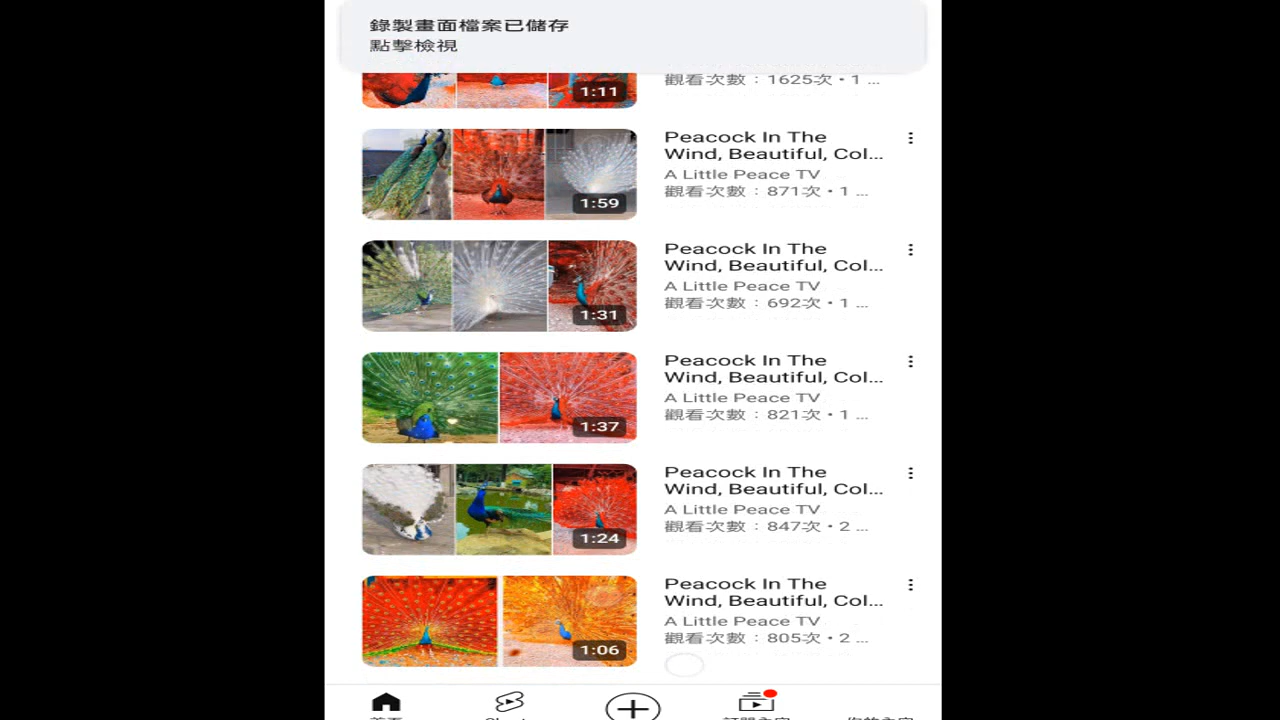 錄製畫面檔案已儲存
點擊檢視
觀看次數：1625次・1 ...
1:11
Peacock In The
Wind, Beautiful, Col...
A Little Peace TV
觀看次數：871次・1 ...
1:59
Peacock In The
Wind, Beautiful, Col...
A Little Peace TV
觀看次數：692次・1 ...
1:31
Peacock In The
Wind, Beautiful, Col...
A Little Peace TV
觀看次數：821次・1 ...
1:37
Peacock In The
Wind, Beautiful, Col...
A Little Peace TV
觀看次數：847次・2 ...
1:24
Peacock In The
Wind, Beautiful, Col...
A Little Peace TV
觀看次數：805次・2 ...
1:06